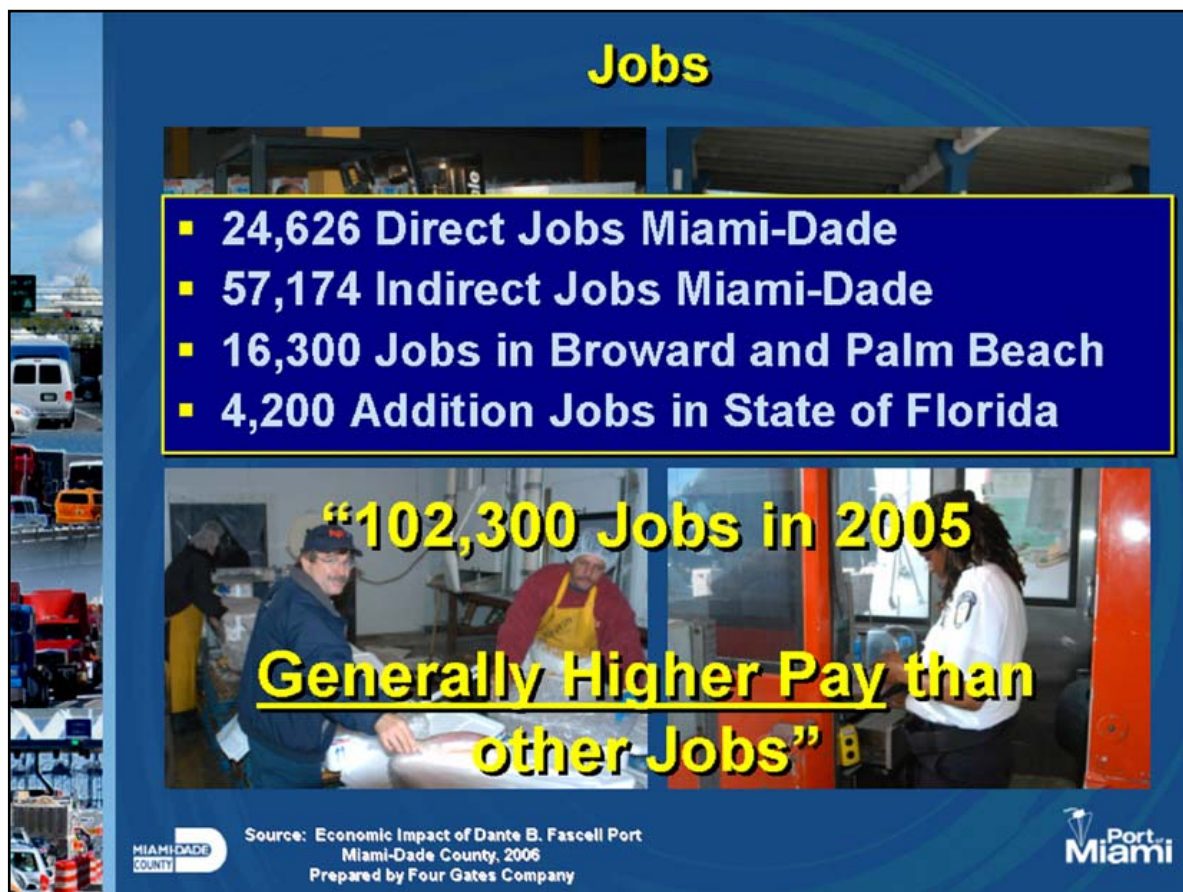 Jobs
ale
▪ 24,626 Direct Jobs Miami-Dade
▪ 57,174 Indirect Jobs Miami-Dade
▪ 16,300 Jobs in Broward and Palm Beach
▪ 4,200 Addition Jobs in State of Florida
“102,300 Jobs in 2005
Generally Higher Pay than
other Jobs”
MIAMI-DADE
COUNTY
Source: Economic Impact of Dante B. Fascell Port
Miami-Dade County, 2006
Prepared by Four Gates Company
Port of
Miami